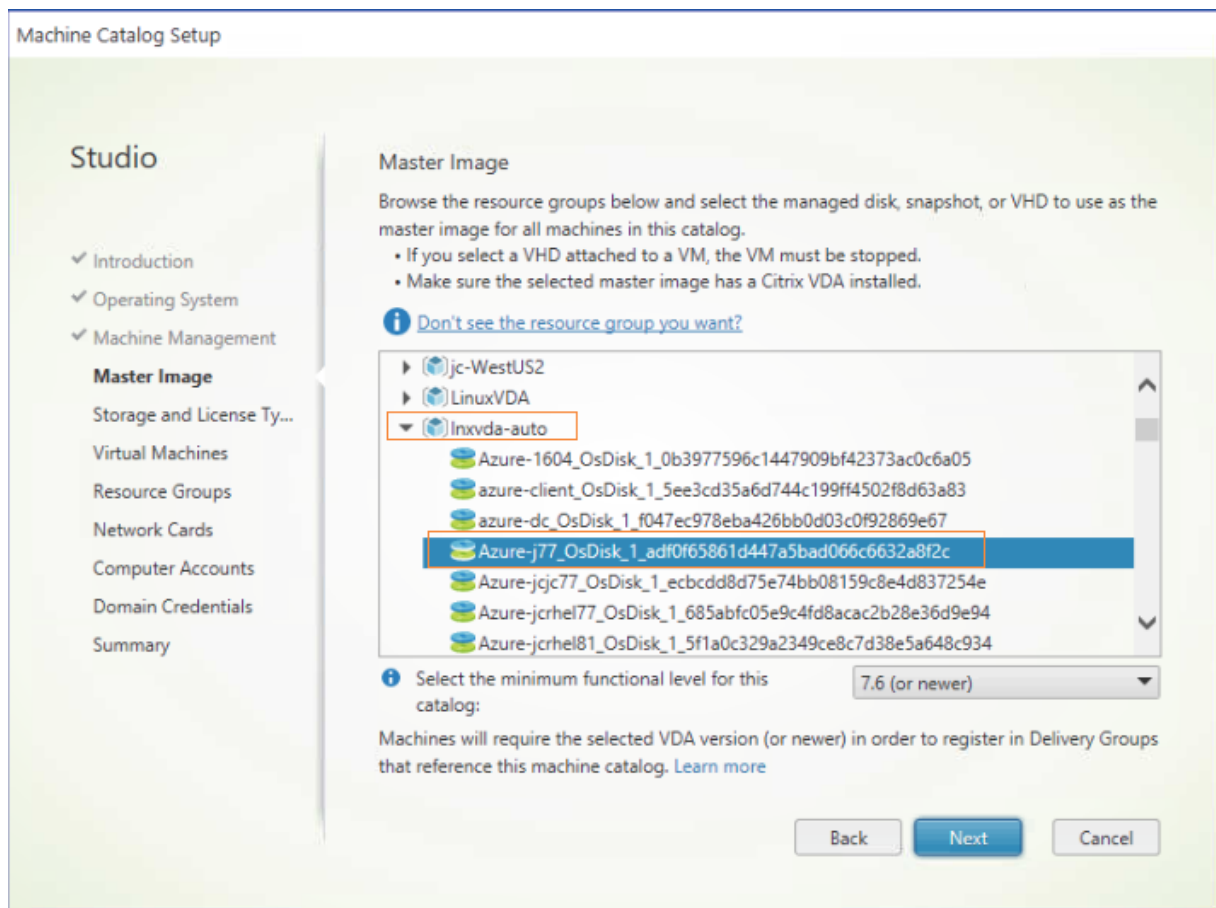 Machine Catalog Setup
Studio
Introduction
Operating System
Machine Management
Master Image
Storage and License Ty...
Virtual Machines
Resource Groups
Network Cards
Computer Accounts
Domain Credentials
Summary
Master Image
Browse the resource groups below and select the managed disk, snapshot, or VHD to use as the
master image for all machines in this catalog.
• If you select a VHD attached to a VM, the VM must be stopped.
• Make sure the selected master image has a Citrix VDA installed.
Don't see the resource group you want?
jc-WestUS2
LinuxVDA
lnxvda-auto
Azure-1604_OsDisk_1_0b3977596c1447909bf42373ac0c6a05
azure-client_OsDisk_1_5ee3cd35a6d744c199ff4502f8d63a83
azure-dc_OsDisk_1_f047ec978eba426bb0d03c0f92869e67
Azure-j77_OsDisk_1_adf0f65861d447a5bad066c6632a8f2c
Azure-jcjc77_OsDisk_1_ecbcdd8d75e74bb08159c8e4d837254e
Azure-jcrhel77_OsDisk_1_685abfc05e9c4fd8acac2b28e36d9e94
Azure-jcrhel81_OsDisk_1_5f1a0c329a2349ce8c7d38e5a648c934
Select the minimum functional level for this
catalog:
7.6 (or newer)
Machines will require the selected VDA version (or newer) in order to register in Delivery Groups
that reference this machine catalog. Learn more
Back
Next
Cancel